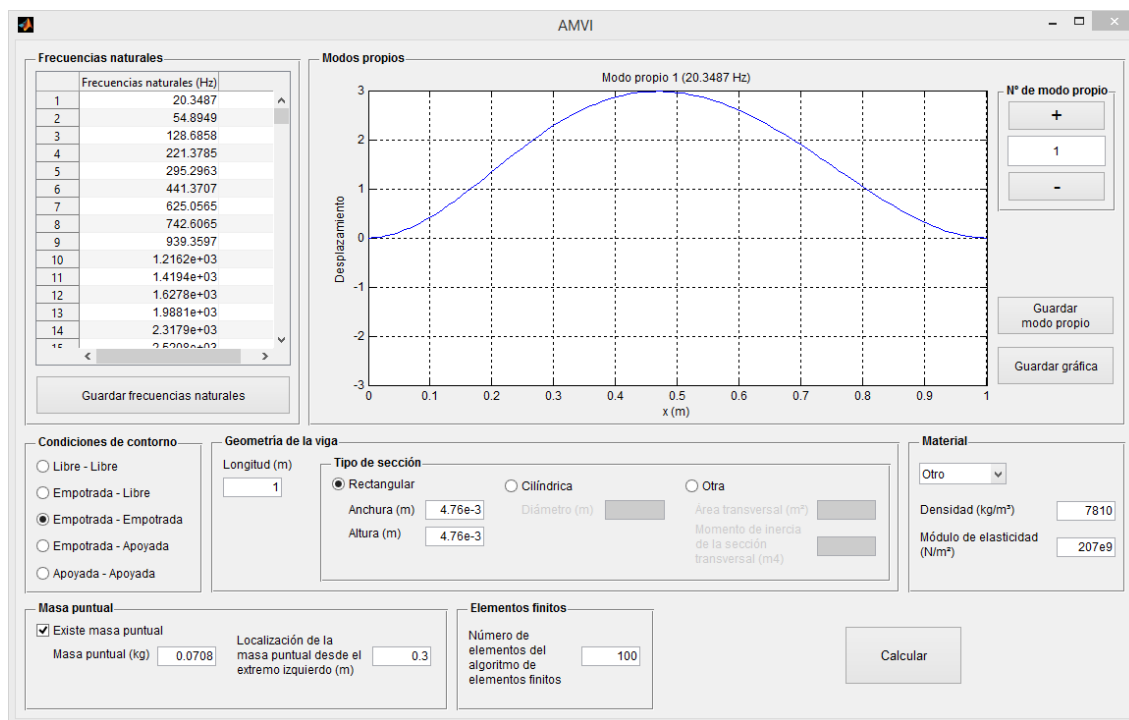 AMVI
Frecuencias naturales
Frecuencias naturales (Hz)
1 20.3487
2 54.8949
3 128.6858
4 221.3785
5 295.2963
6 441.3707
7 625.0565
8 742.6065
9 939.3597
10 1.2162e+03
11 1.4194e+03
12 1.6278e+03
13 1.9881e+03
14 2.3179e+03
Guardar frecuencias naturales
Modos propios
Modo propio 1 (20.3487 Hz)
3
2
1
0
-1
-2
-3
Desplazamiento
0 0.1 0.2 0.3 0.4 0.5 0.6 0.7 0.8 0.9 1
x (m)
Nº de modo propio
+
1
-
Guardar
modo propio
Guardar gráfica
Condiciones de contorno
Libre - Libre
Empotrada - Libre
Empotrada - Empotrada
Empotrada - Apoyada
Apoyada - Apoyada
Geometría de la viga
Longitud (m)
1
Tipo de sección
Rectangular
Anchura (m) 4.76e-3
Altura (m) 4.76e-3
Cilíndrica
Diámetro (m)
Otra
Área transversal (m²)
Momento de inercia
de la sección
transversal (m4)
Material
Otro
Densidad (kg/m³) 7810
Módulo de elasticidad
(N/m²) 207e9
Masa puntual
Existe masa puntual
Masa puntual (kg) 0.0708
Localización de la
masa puntual desde el
extremo izquierdo (m)
0.3
Elementos finitos
Número de
elementos del
algoritmo de
elementos finitos
100
Calcular